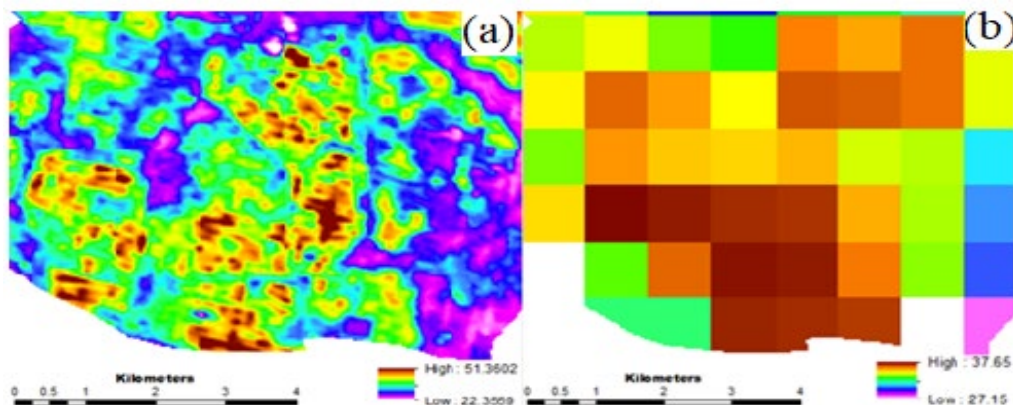 (a)
(b)
Kilometers
0 0.5 1 2 3 4
High : 51.3602
Low : 22.3559
Kilometers
0 0.5 1 2 3 4
High : 37.65
Low : 27.15